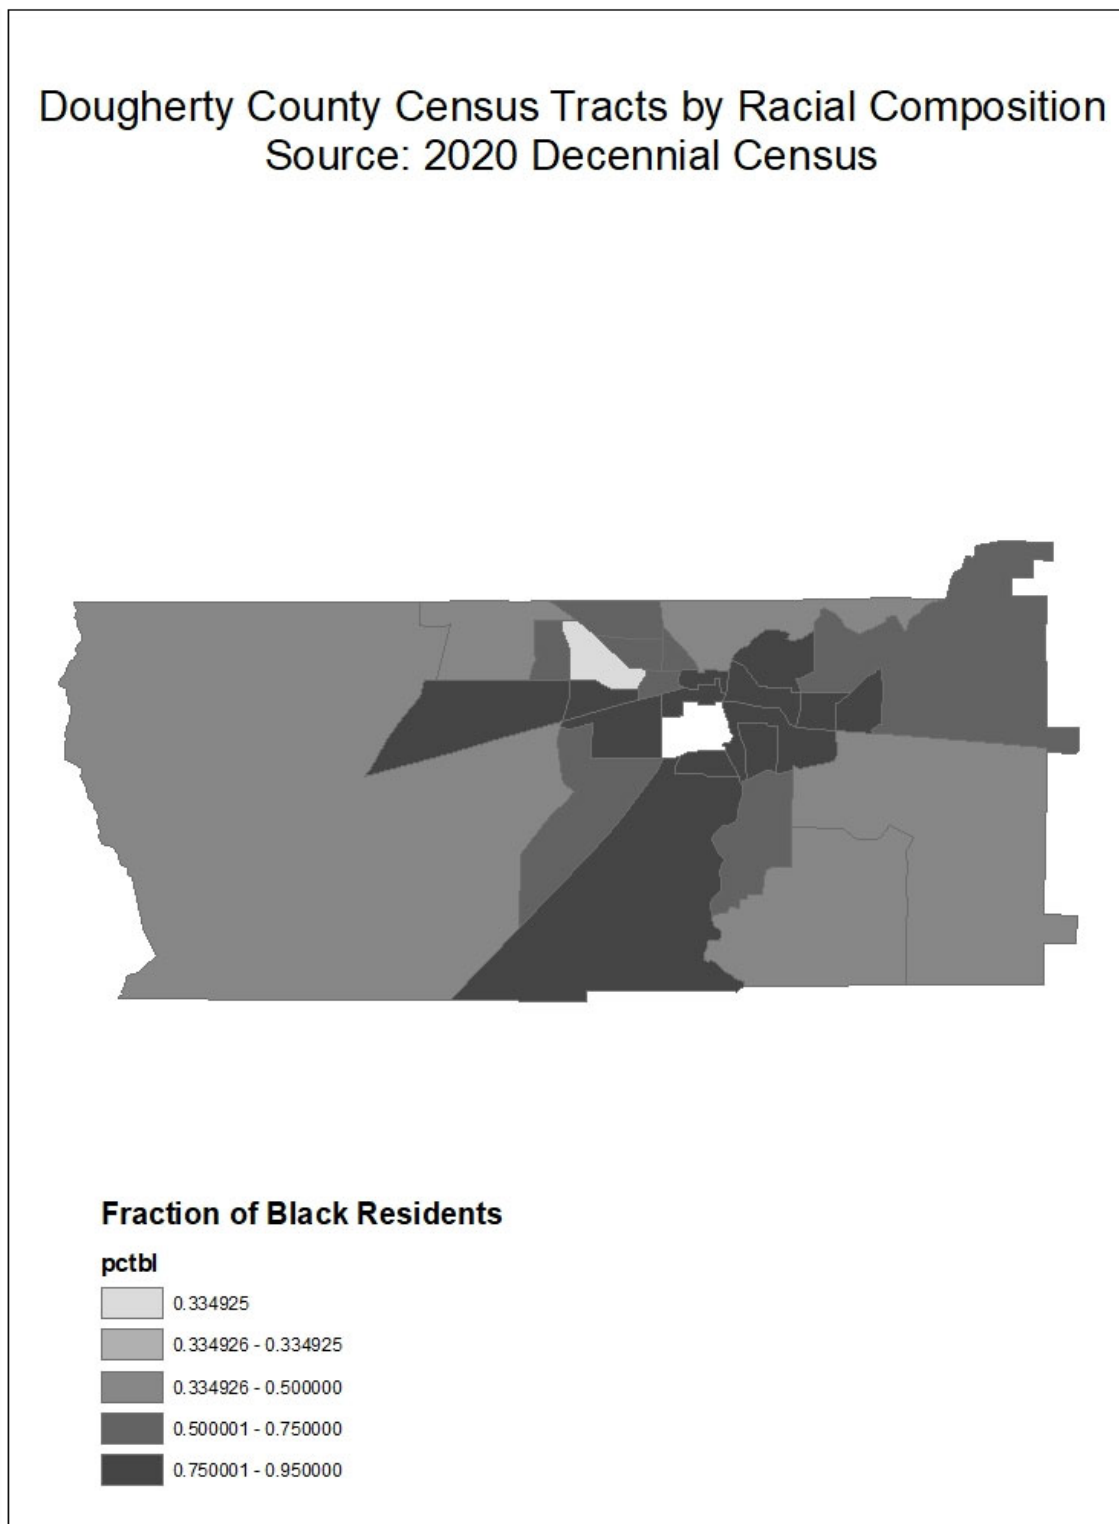 Dougherty County Census Tracts by Racial Composition
Source: 2020 Decennial Census
Fraction of Black Residents
pctbl
0.334925
0.334926 - 0.334925
0.334926 - 0.500000
0.500001 - 0.750000
0.750001 - 0.950000